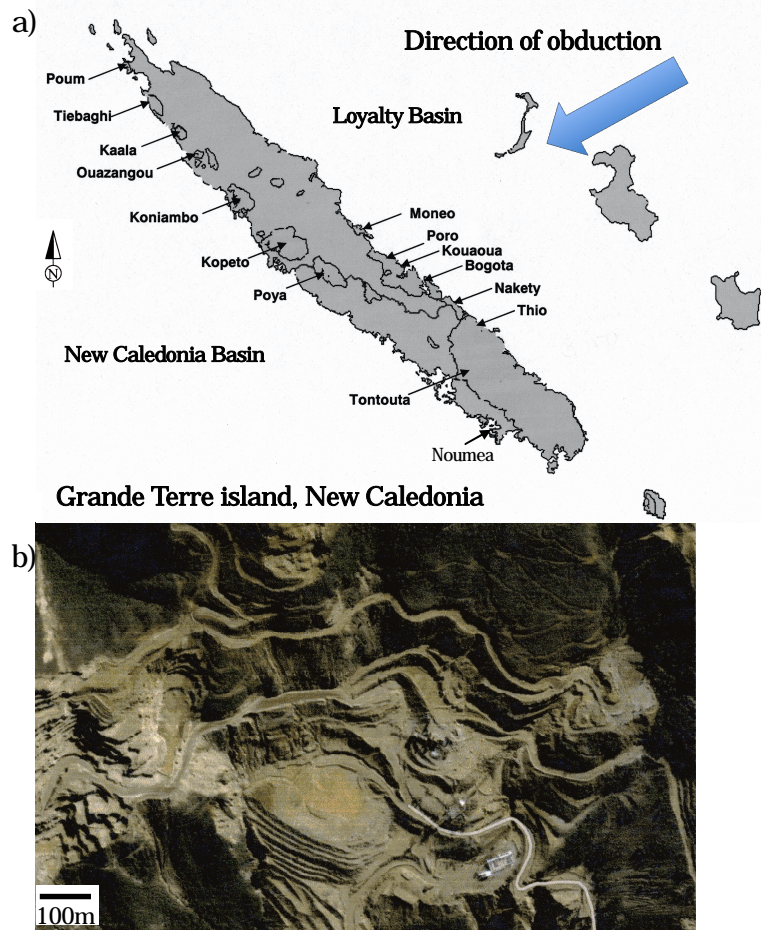 a)
Direction of obduction
Poum
Loyalty Basin
Tiebaghi
Kaala
Ouazangou
Koniambo
Moneo
Poro
Kouaoua
Kopeto
Bogota
Poya
Nakety
Thio
N
New Caledonia Basin
Tontouta
Noumea
Grande Terre island, New Caledonia
b)
100m